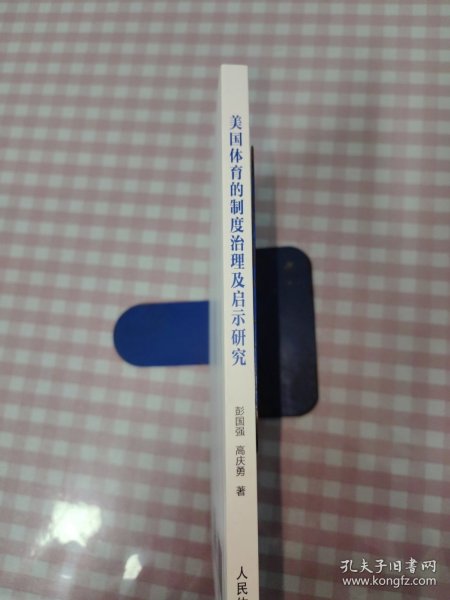 美国体育的制度治理及启示研究
彭国强 高庆勇 著
人民
孔夫子旧书网
www.kongfz.com